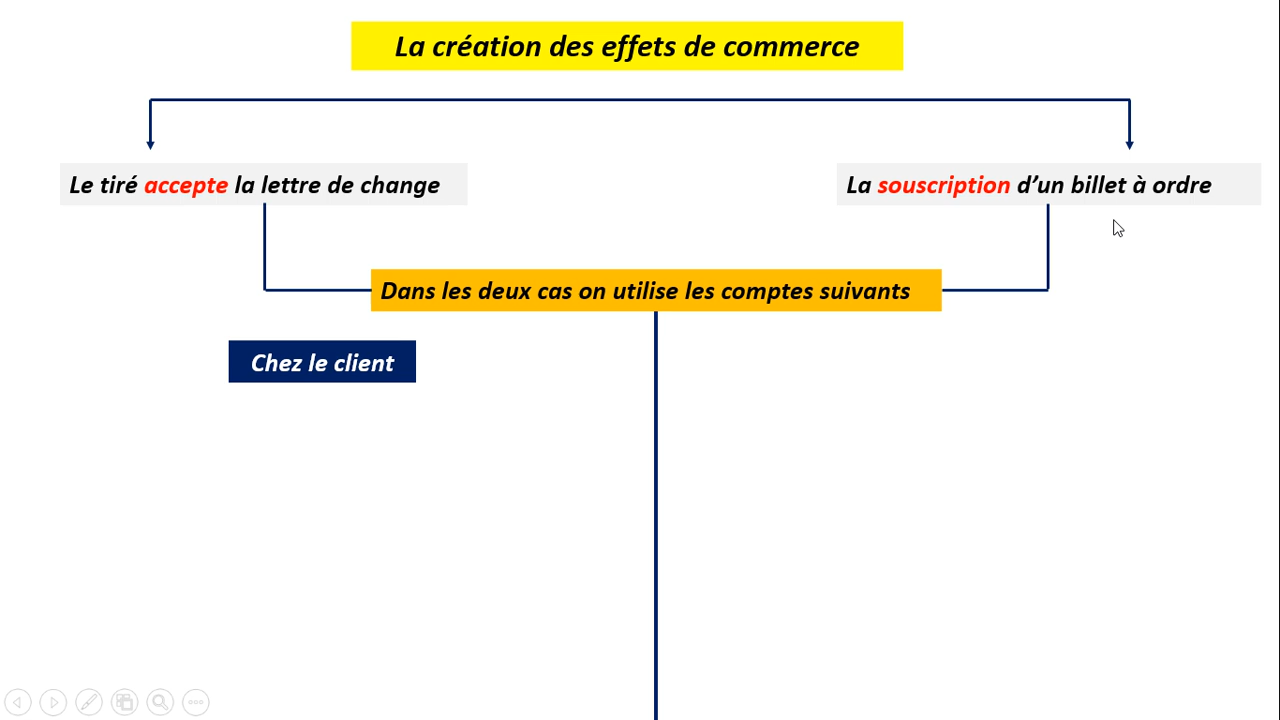 La création des effets de commerce
Le tiré accepte la lettre de change
La souscription d’un billet à ordre
Dans les deux cas on utilise les comptes suivants
Chez le client